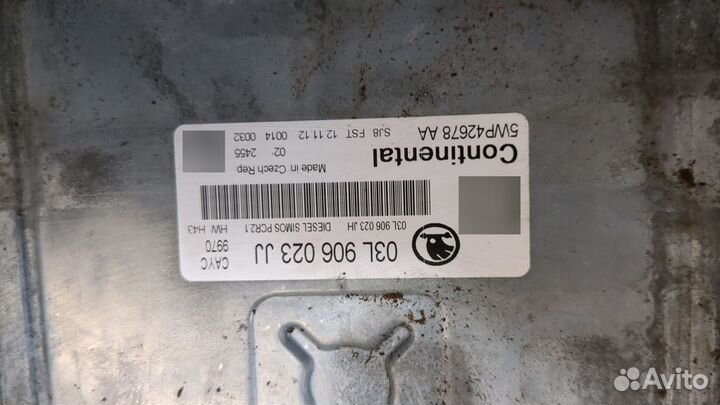 03L 906 023 JJ
CAYC
9970
03L 906 023 JH DIESEL SIMOS PCR2.1 HW H43
Made in Czech Rep.
Continental
02- 2455
5WP42678 AA
SJ8 FST 12.11.12 0014 0032
Avito